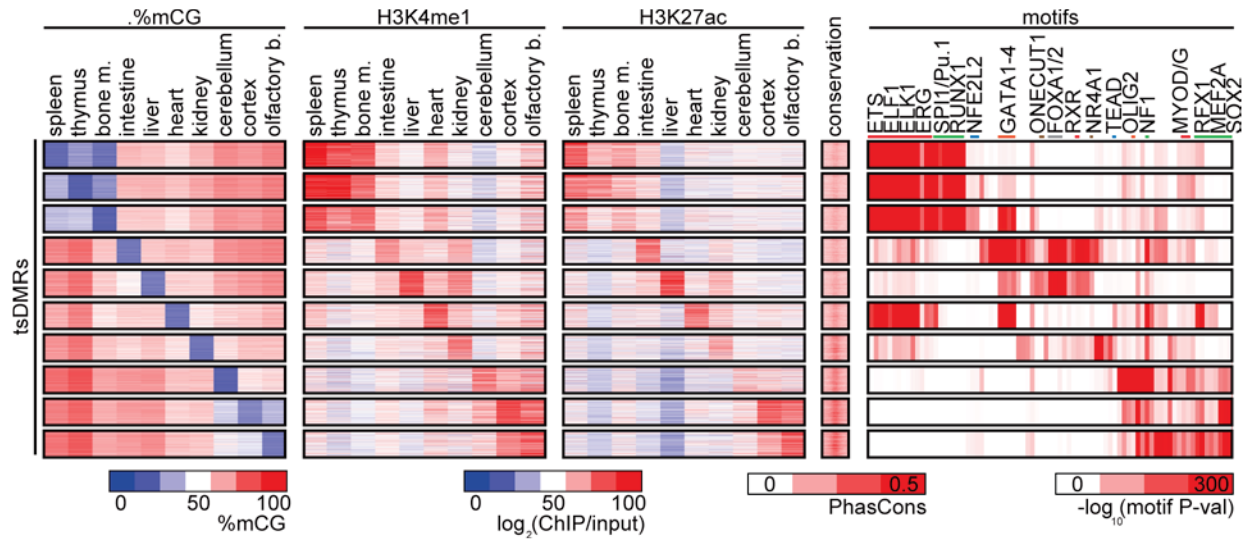 .%mCG H3K4me1 H3K27ac motifs
spleen thymus bone m. intestine liver heart kidney cerebellum cortex olfactory b.
spleen thymus bone m. intestine liver heart kidney cerebellum cortex olfactory b.
spleen thymus bone m. intestine liver heart kidney cerebellum cortex olfactory b.
conservation
ETS ELF1 ELK1 ERG SPI1/Pu.1 RUNX1 NFE2L2 GATA1-4 ONECUT1 FOXA1/2 RXR NR4A1 TEAD OLIG2 NF1 MYOD/G RFX1 MEF2A SOX2
tsDMRs
0 50 100
%mCG
0 50 100
log2(ChIP/input)
0 0.5
PhasCons
0 300
-log10(motif P-val)